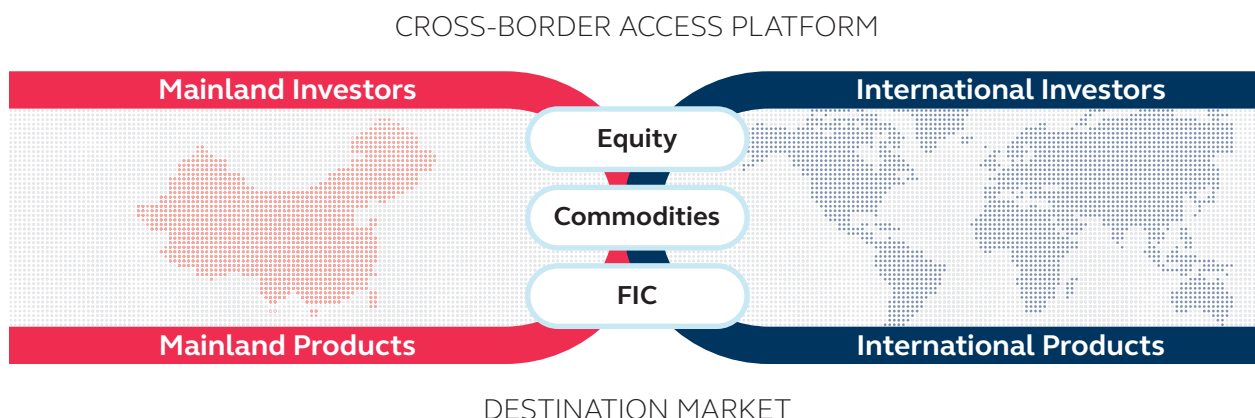 CROSS-BORDER ACCESS PLATFORM
Mainland Investors
International Investors
Equity
Commodities
FIC
Mainland Products
International Products
DESTINATION MARKET